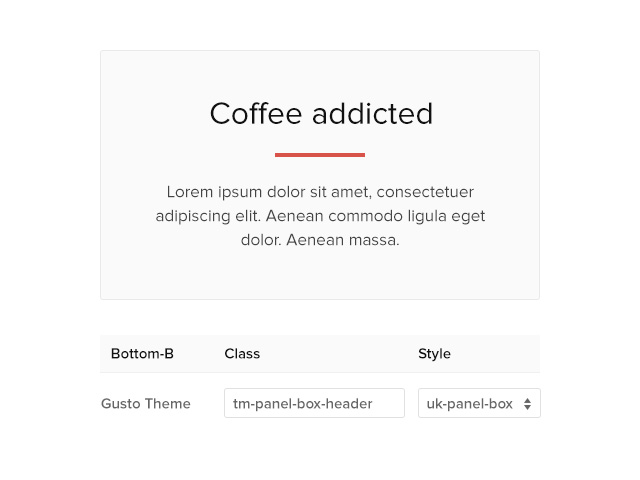 Coffee addicted
Lorem ipsum dolor sit amet, consectetuer
adipiscing elit. Aenean commodo ligula eget
dolor. Aenean massa.
Bottom-B Class Style
Gusto Theme tm-panel-box-header uk-panel-box